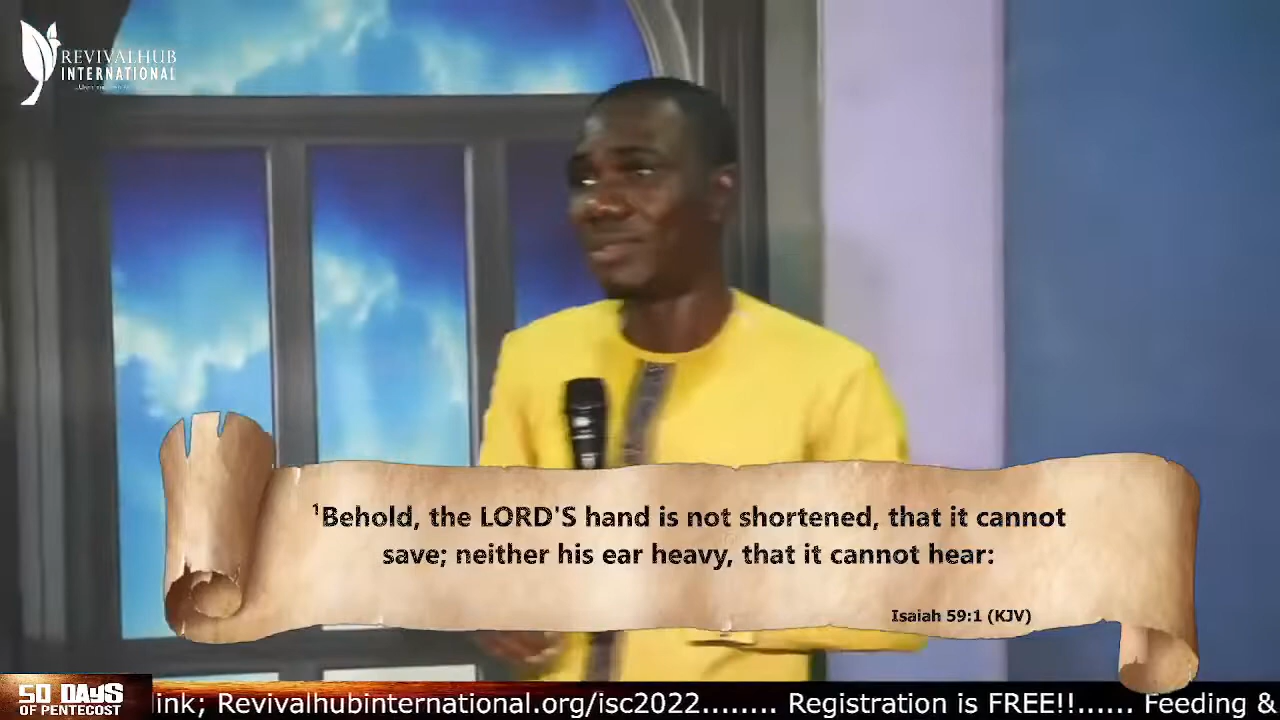 REVIVALHUB
INTERNATIONAL
¹Behold, the LORD'S hand is not shortened, that it cannot
save; neither his ear heavy, that it cannot hear:
Isaiah 59:1 (KJV)
50 DAYS
OF PENTECOST
link; Revivalhubinternational.org/isc2022........ Registration is FREE!!...... Feeding &